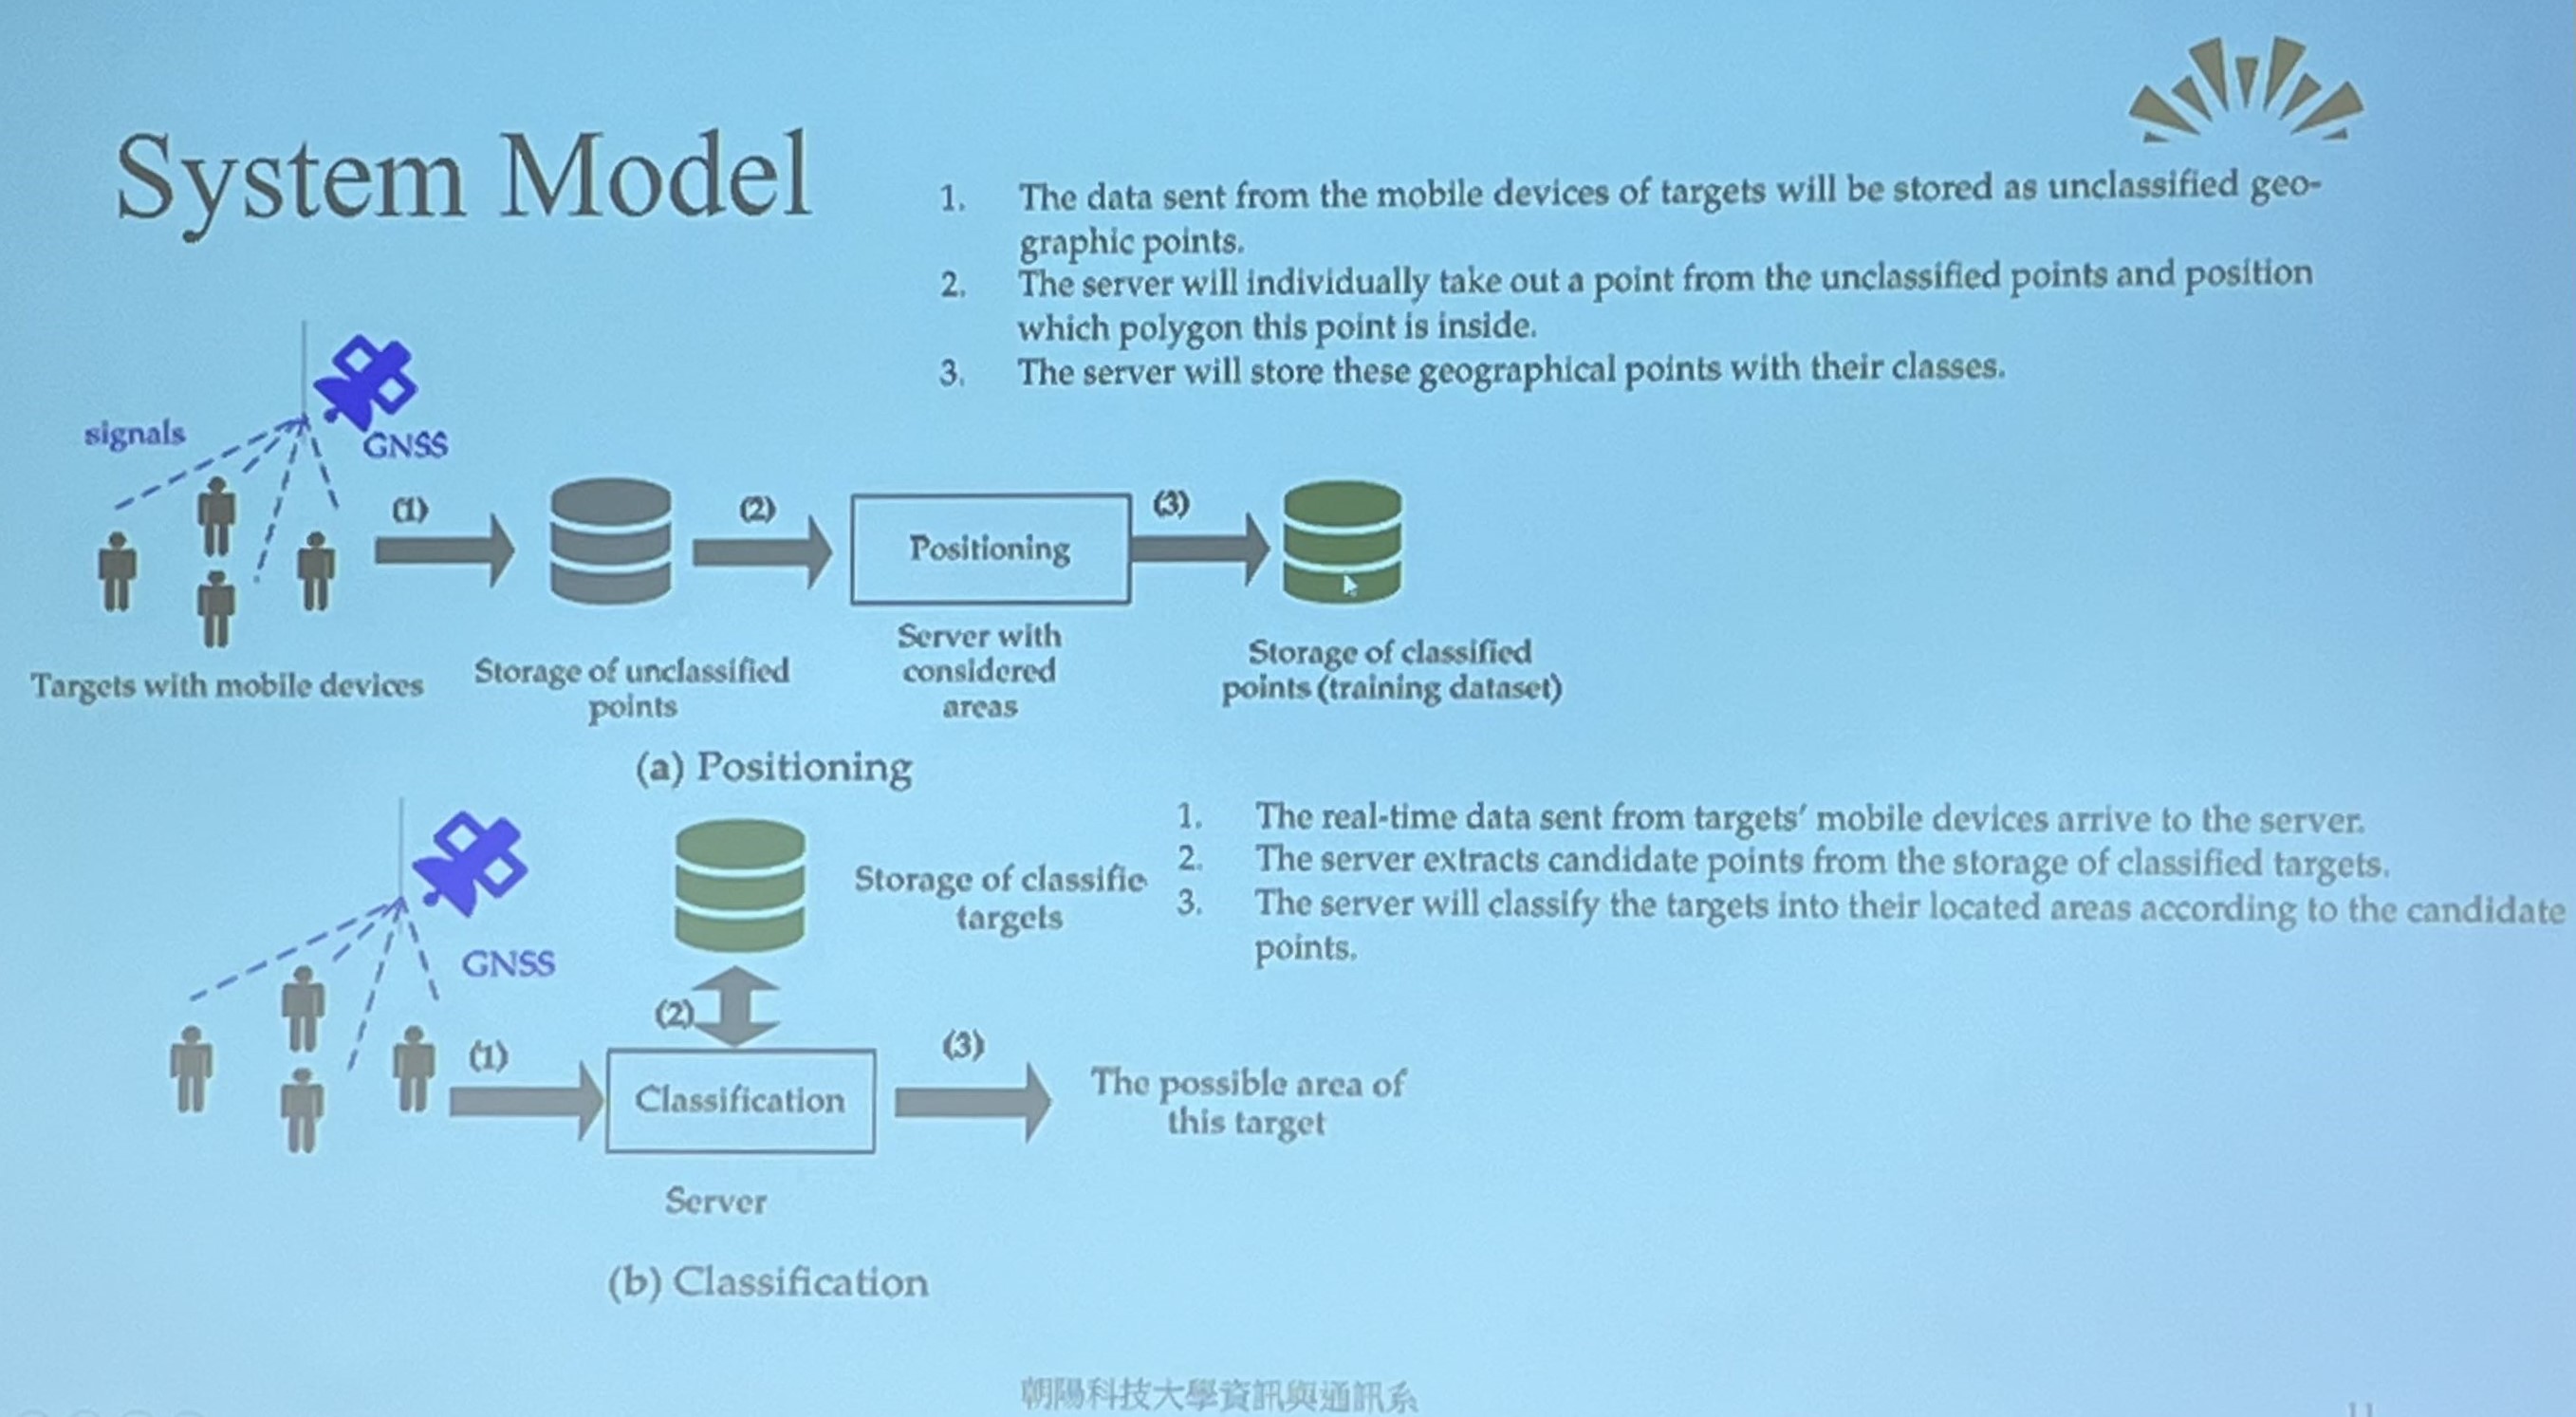 System Model
1. The data sent from the mobile devices of targets will be stored as unclassified geo-
graphic points.
2. The server will individually take out a point from the unclassified points and position
which polygon this point is inside.
3. The server will store these geographical points with their classes.
signals
GNSS
(1)
(2)
(3)
Positioning
Targets with mobile devices
Storage of unclassified
points
Server with
considered
areas
Storage of classified
points (training dataset)
(a) Positioning
1. The real-time data sent from targets' mobile devices arrive to the server.
2. The server extracts candidate points from the storage of classified targets.
3. The server will classify the targets into their located areas according to the candidate
points.
Storage of classifie
targets
GNSS
(1)
(2)
(3)
Classification
The possible area of
this target
Server
(b) Classification
朝陽科技大學資訊與通訊系
11